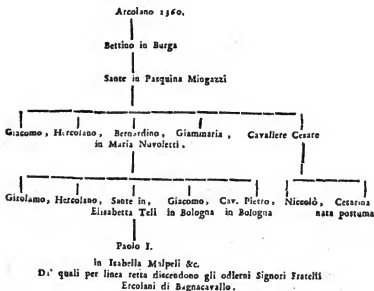 Arcolano 1360.
Bettino in Burga
Sante in Pasquina Mingazzi
Giacomo, Hercolano, Bernardino, Giammaria, Cavaliere Cesare
in Maria Nuvoletti.
Girolamo, Hercolano, Sante in, Giacomo, Cav. Pietro, Niccolò, Cesarina
Elisabetta Teli in Bologna in Bologna nata postuma
Paolo I.
in Isabella Malpeli &c.
Da' quali per linea retta discendono gli odierni Signori Fratelli
Ercolani di Bagnacavallo.